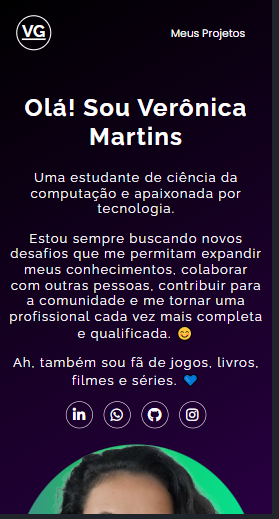 VG
Meus Projetos
Olá! Sou Verônica
Martins
Uma estudante de ciência da
computação e apaixonada por
tecnologia.
Estou sempre buscando novos
desafios que me permitam expandir
meus conhecimentos, colaborar
com outras pessoas, contribuir para
a comunidade e me tornar uma
profissional cada vez mais completa
e qualificada. 😊
Ah, também sou fã de jogos, livros,
filmes e séries. 💙
in